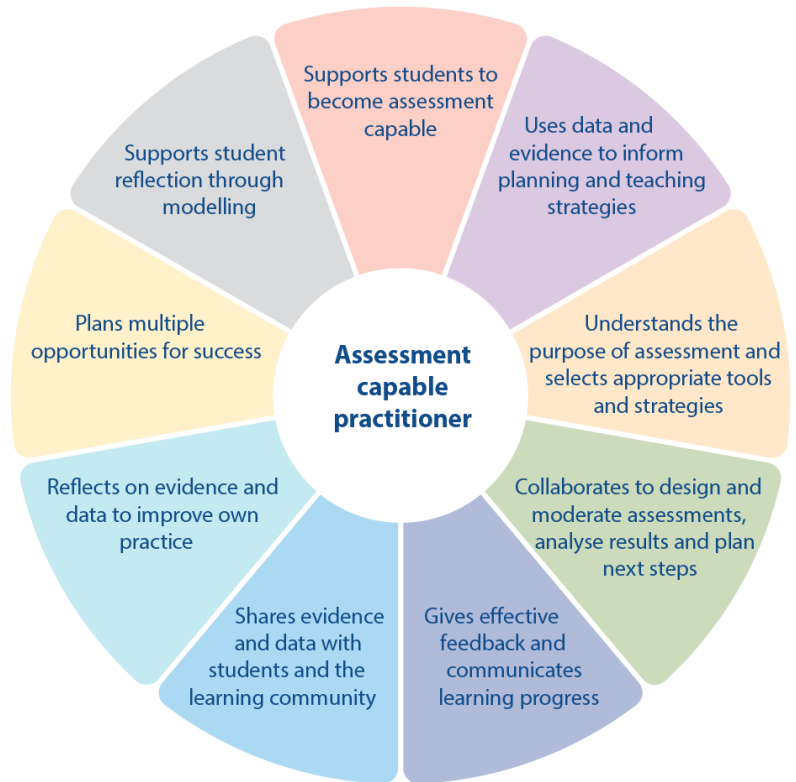 Supports students to
become assessment
capable
Uses data and
evidence to inform
planning and teaching
strategies
Understands the
purpose of assessment and
selects appropriate tools
and strategies
Collaborates to design and
moderate assessments,
analyse results and plan
next steps
Gives effective
feedback and
communicates
learning progress
Shares evidence
and data with
students and the
learning community
Reflects on evidence and
data to improve own
practice
Plans multiple
opportunities for success
Supports student
reflection through
modelling
Assessment
capable
practitioner